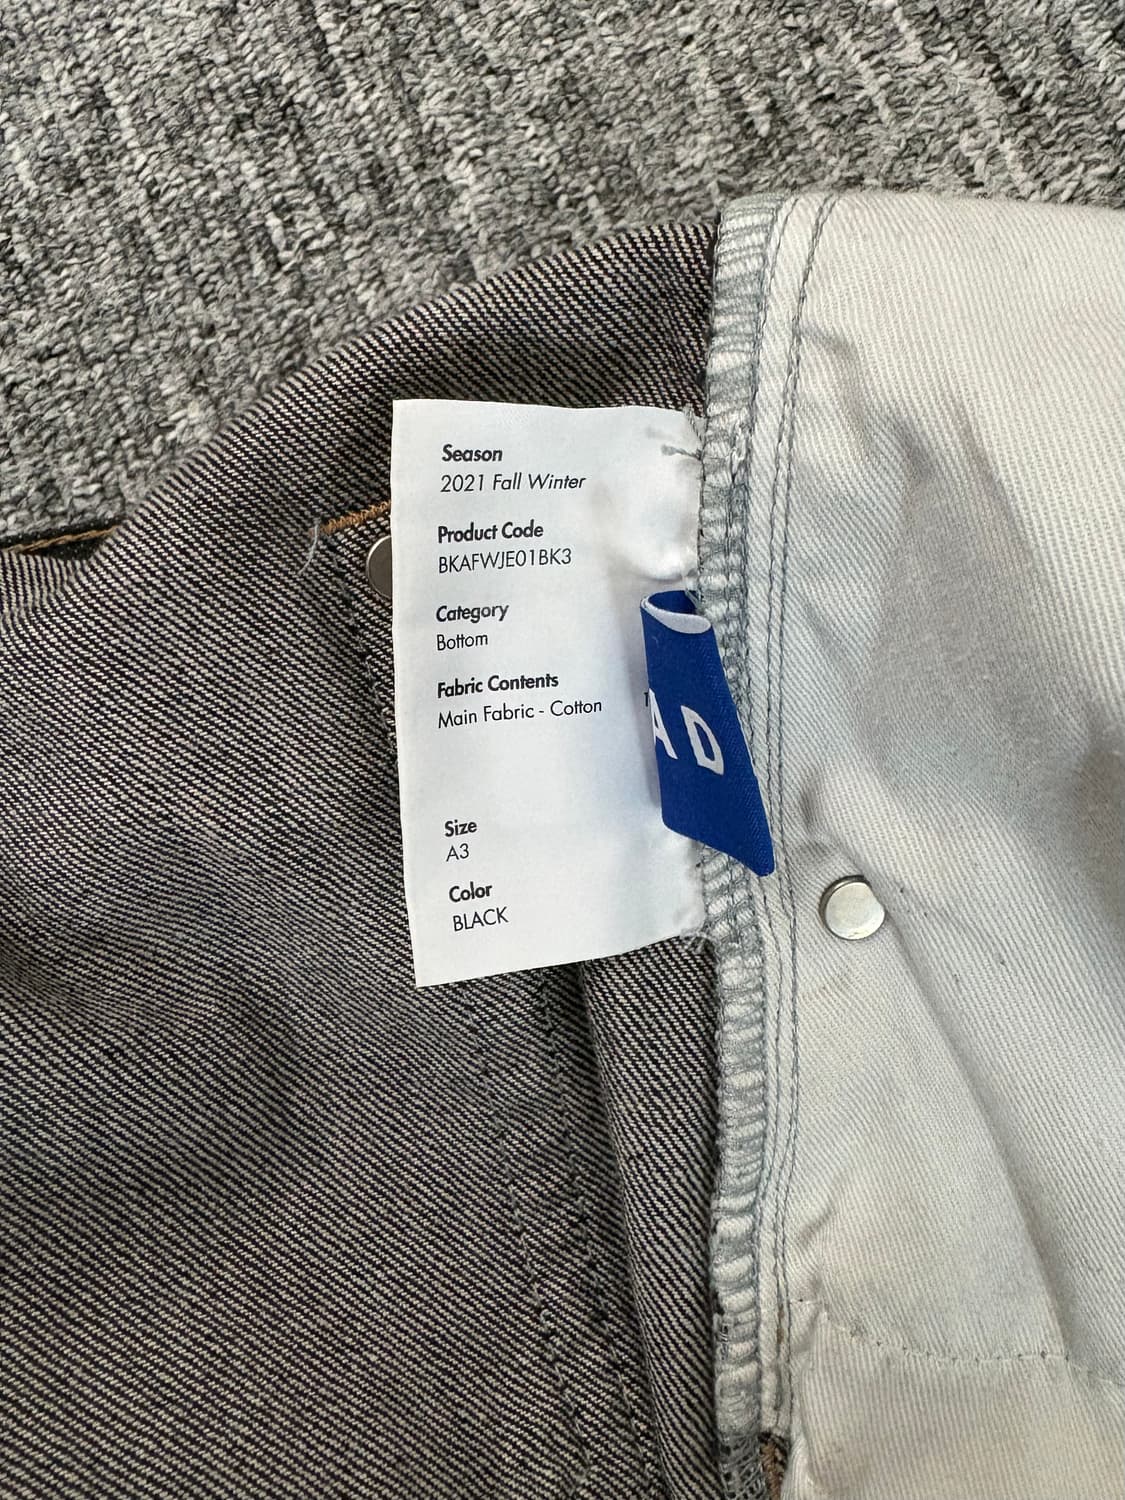 Season
2021 Fall Winter
Product Code
BKAFWJE01BK3
Category
Bottom
Fabric Contents
Main Fabric - Cotton
AD
Size
A3
Color
BLACK